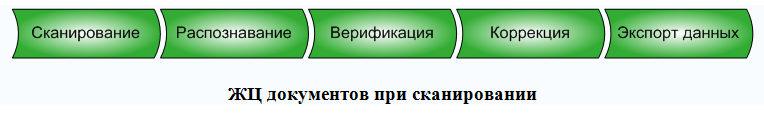 Сканирование Распознавание Верификация Коррекция Экспорт данных
ЖЦ документов при сканировании